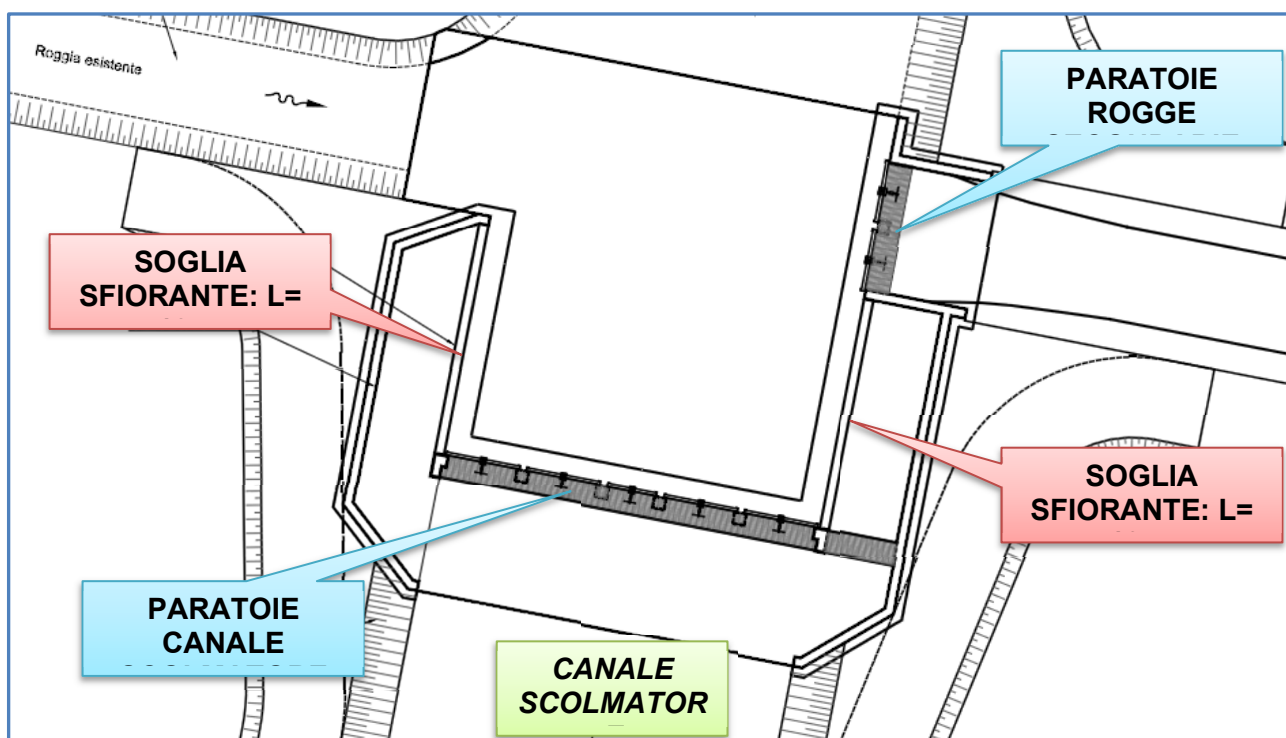 Roggia esistente
PARATOIE
ROGGE
SOGLIA
SFIORANTE: L=
SOGLIA
SFIORANTE: L=
PARATOIE
CANALE
CANALE
SCOLMATOR